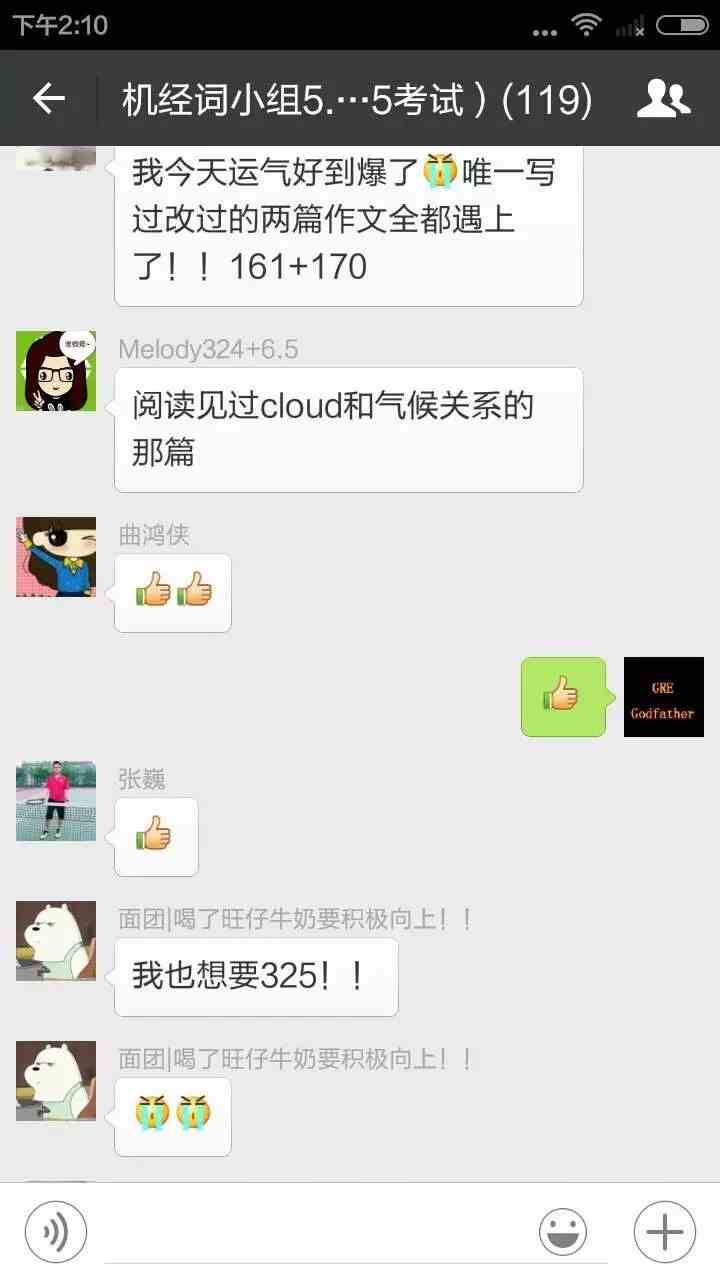 下午2:10
机经词小组5.…5考试）(119)
我今天运气好到爆了😭唯一写
过改过的两篇作文全都遇上
了！！161+170
Melody324+6.5
阅读见过cloud和气候关系的
那篇
曲鸿侠
👍👍
👍
GRE
Godfather
张巍
👍
面团|喝了旺仔牛奶要积极向上！！
我也想要325！！
面团|喝了旺仔牛奶要积极向上！！
😭😭